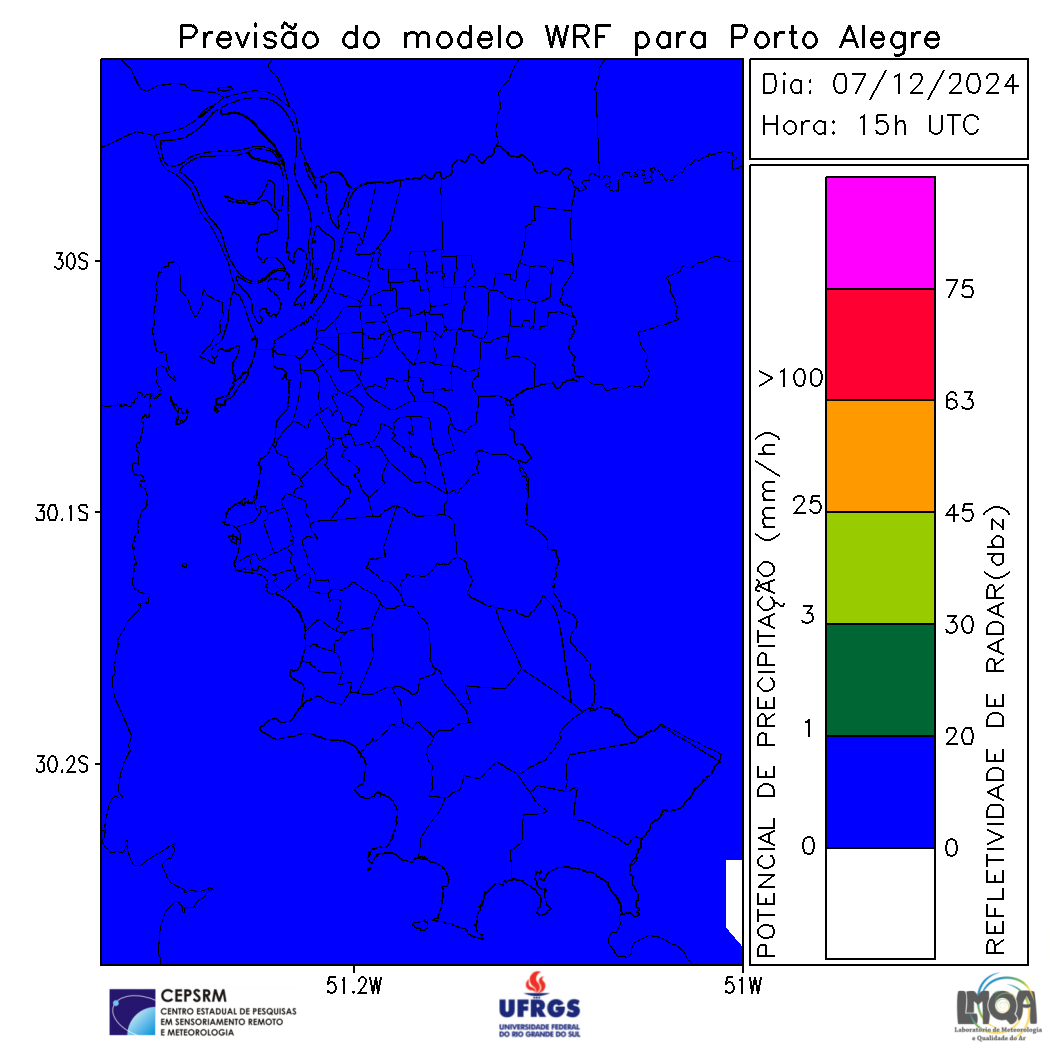 Previsão do modelo WRF para Porto Alegre
Dia: 07/12/2024
Hora: 15h UTC
30S
30.1S
30.2S
51.2W
51W
POTENCIAL DE PRECIPITAÇÃO (mm/h)
>100
25
3
1
0
75
63
45
30
20
0
REFLETIVIDADE DE RADAR(dbz)
CEPSRM
CENTRO ESTADUAL DE PESQUISAS
EM SENSORIAMENTO REMOTO
E METEOROLOGIA
UFRGS
UNIVERSIDADE FEDERAL
DO RIO GRANDE DO SUL
LMQA
Laboratório de Meteorologia
e Qualidade do Ar